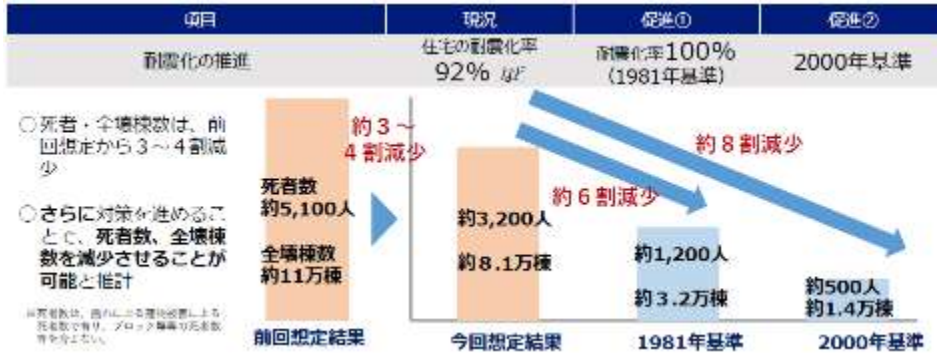 項目
現況
促進①
促進②
耐震化の推進
住宅の耐震化率
92% など
耐震化率100%
(1981年基準)
2000年基準
○死者・全壊棟数は、前
回想定から３～４割減
少
○さらに対策を進めるこ
とで、死者数、全壊棟
数を減少させることが
可能と推計
死者数
約5,100人
全壊棟数
約11万棟
前回想定結果
約３～
４割減少
約3,200人
約8.1万棟
今回想定結果
約６割減少
約1,200人
約3.2万棟
1981年基準
約８割減少
約500人
約1.4万棟
2000年基準